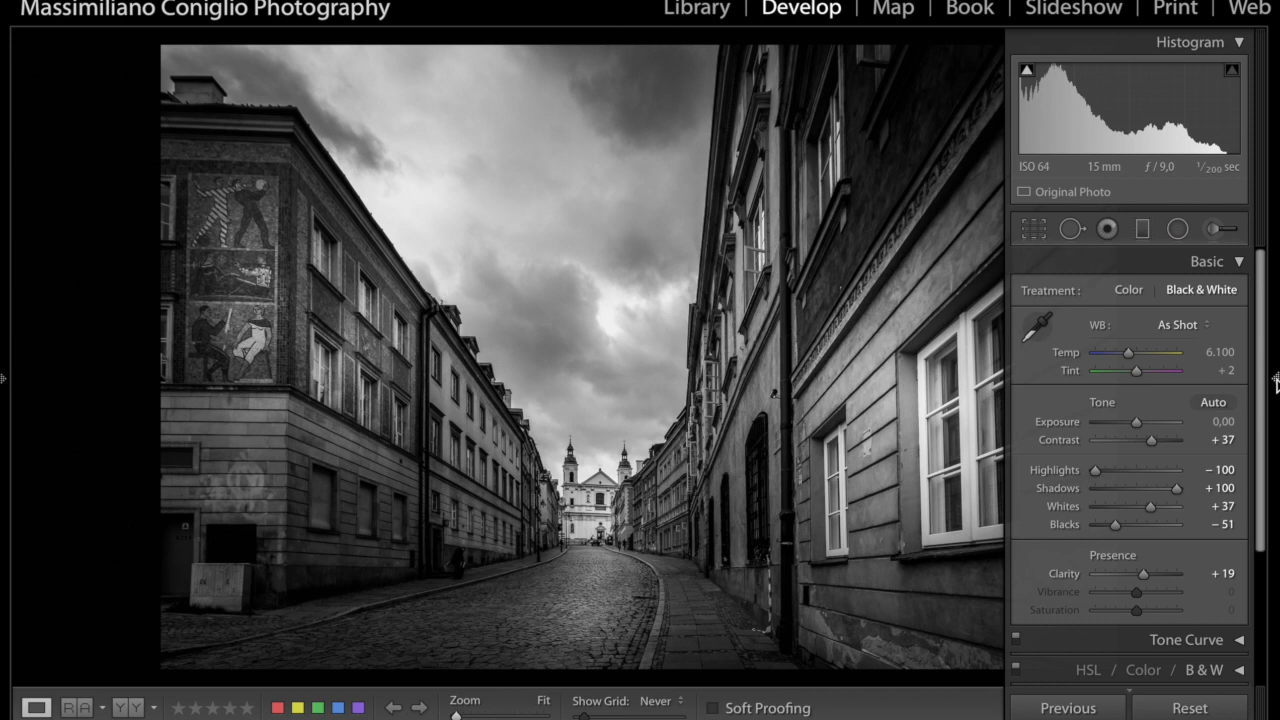 Massimiliano Coniglio Photography
Library | Develop | Map | Book | Slideshow | Print | Web
Histogram
ISO 64 15 mm ƒ / 9,0 1/200 sec
Original Photo
Basic
Treatment : Color | Black & White
WB : As Shot
Temp 6.100
Tint + 2
Tone Auto
Exposure 0,00
Contrast + 37
Highlights − 100
Shadows + 100
Whites + 37
Blacks − 51
Presence
Clarity + 19
Vibrance 0
Saturation 0
Tone Curve
HSL / Color / B & W
R A Y Y Zoom Fit Show Grid: Never Soft Proofing
Previous Reset